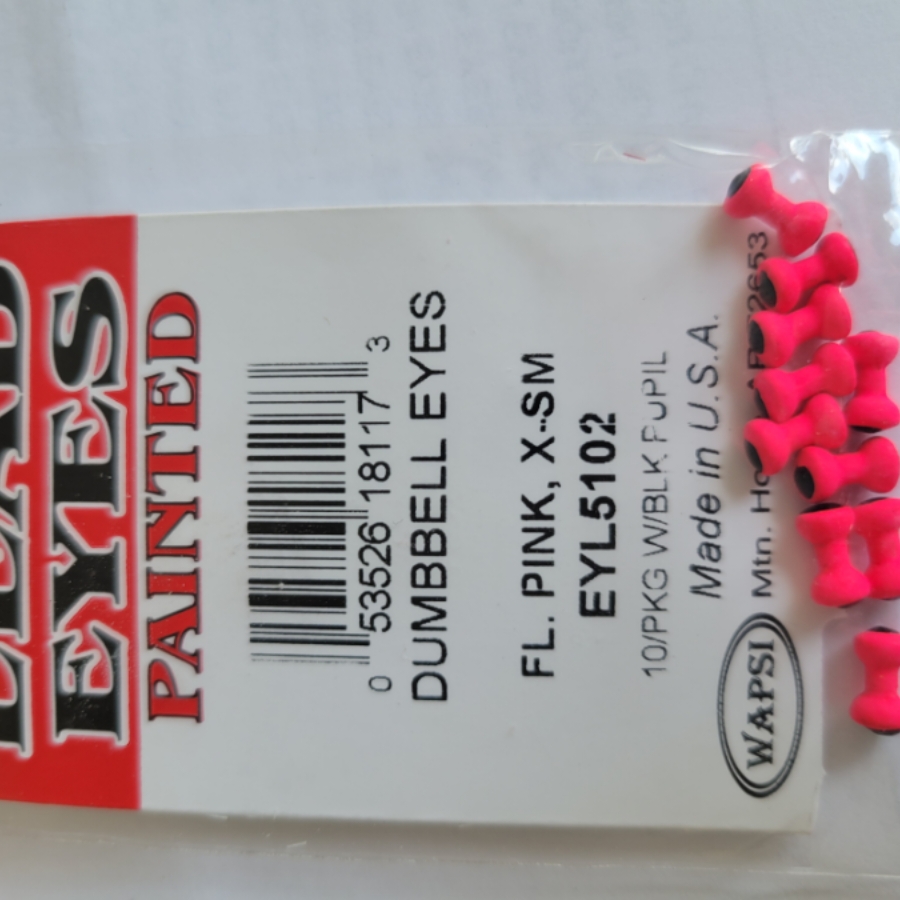 EYES
PAINTED
0 53526 18117 3
DUMBBELL EYES
FL. PINK, X-SM
EYL5102
10/PKG W/BLK PUPIL
Made in U.S.A.
WAPSI
Mtn.